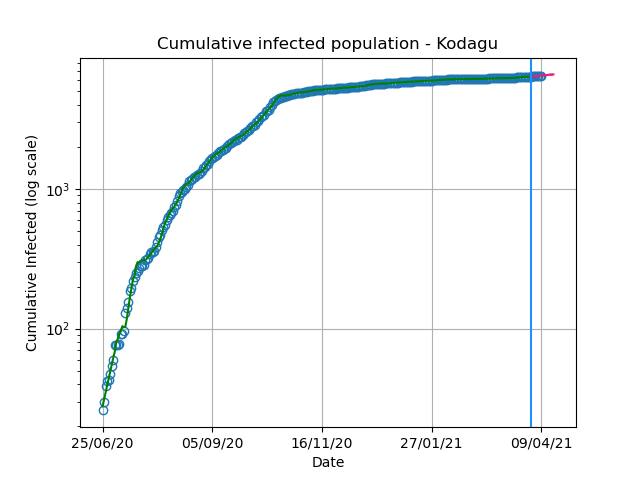 Cumulative infected population - Kodagu
Cumulative Infected (log scale)
10³
10²
25/06/20 05/09/20 16/11/20 27/01/21 09/04/21
Date